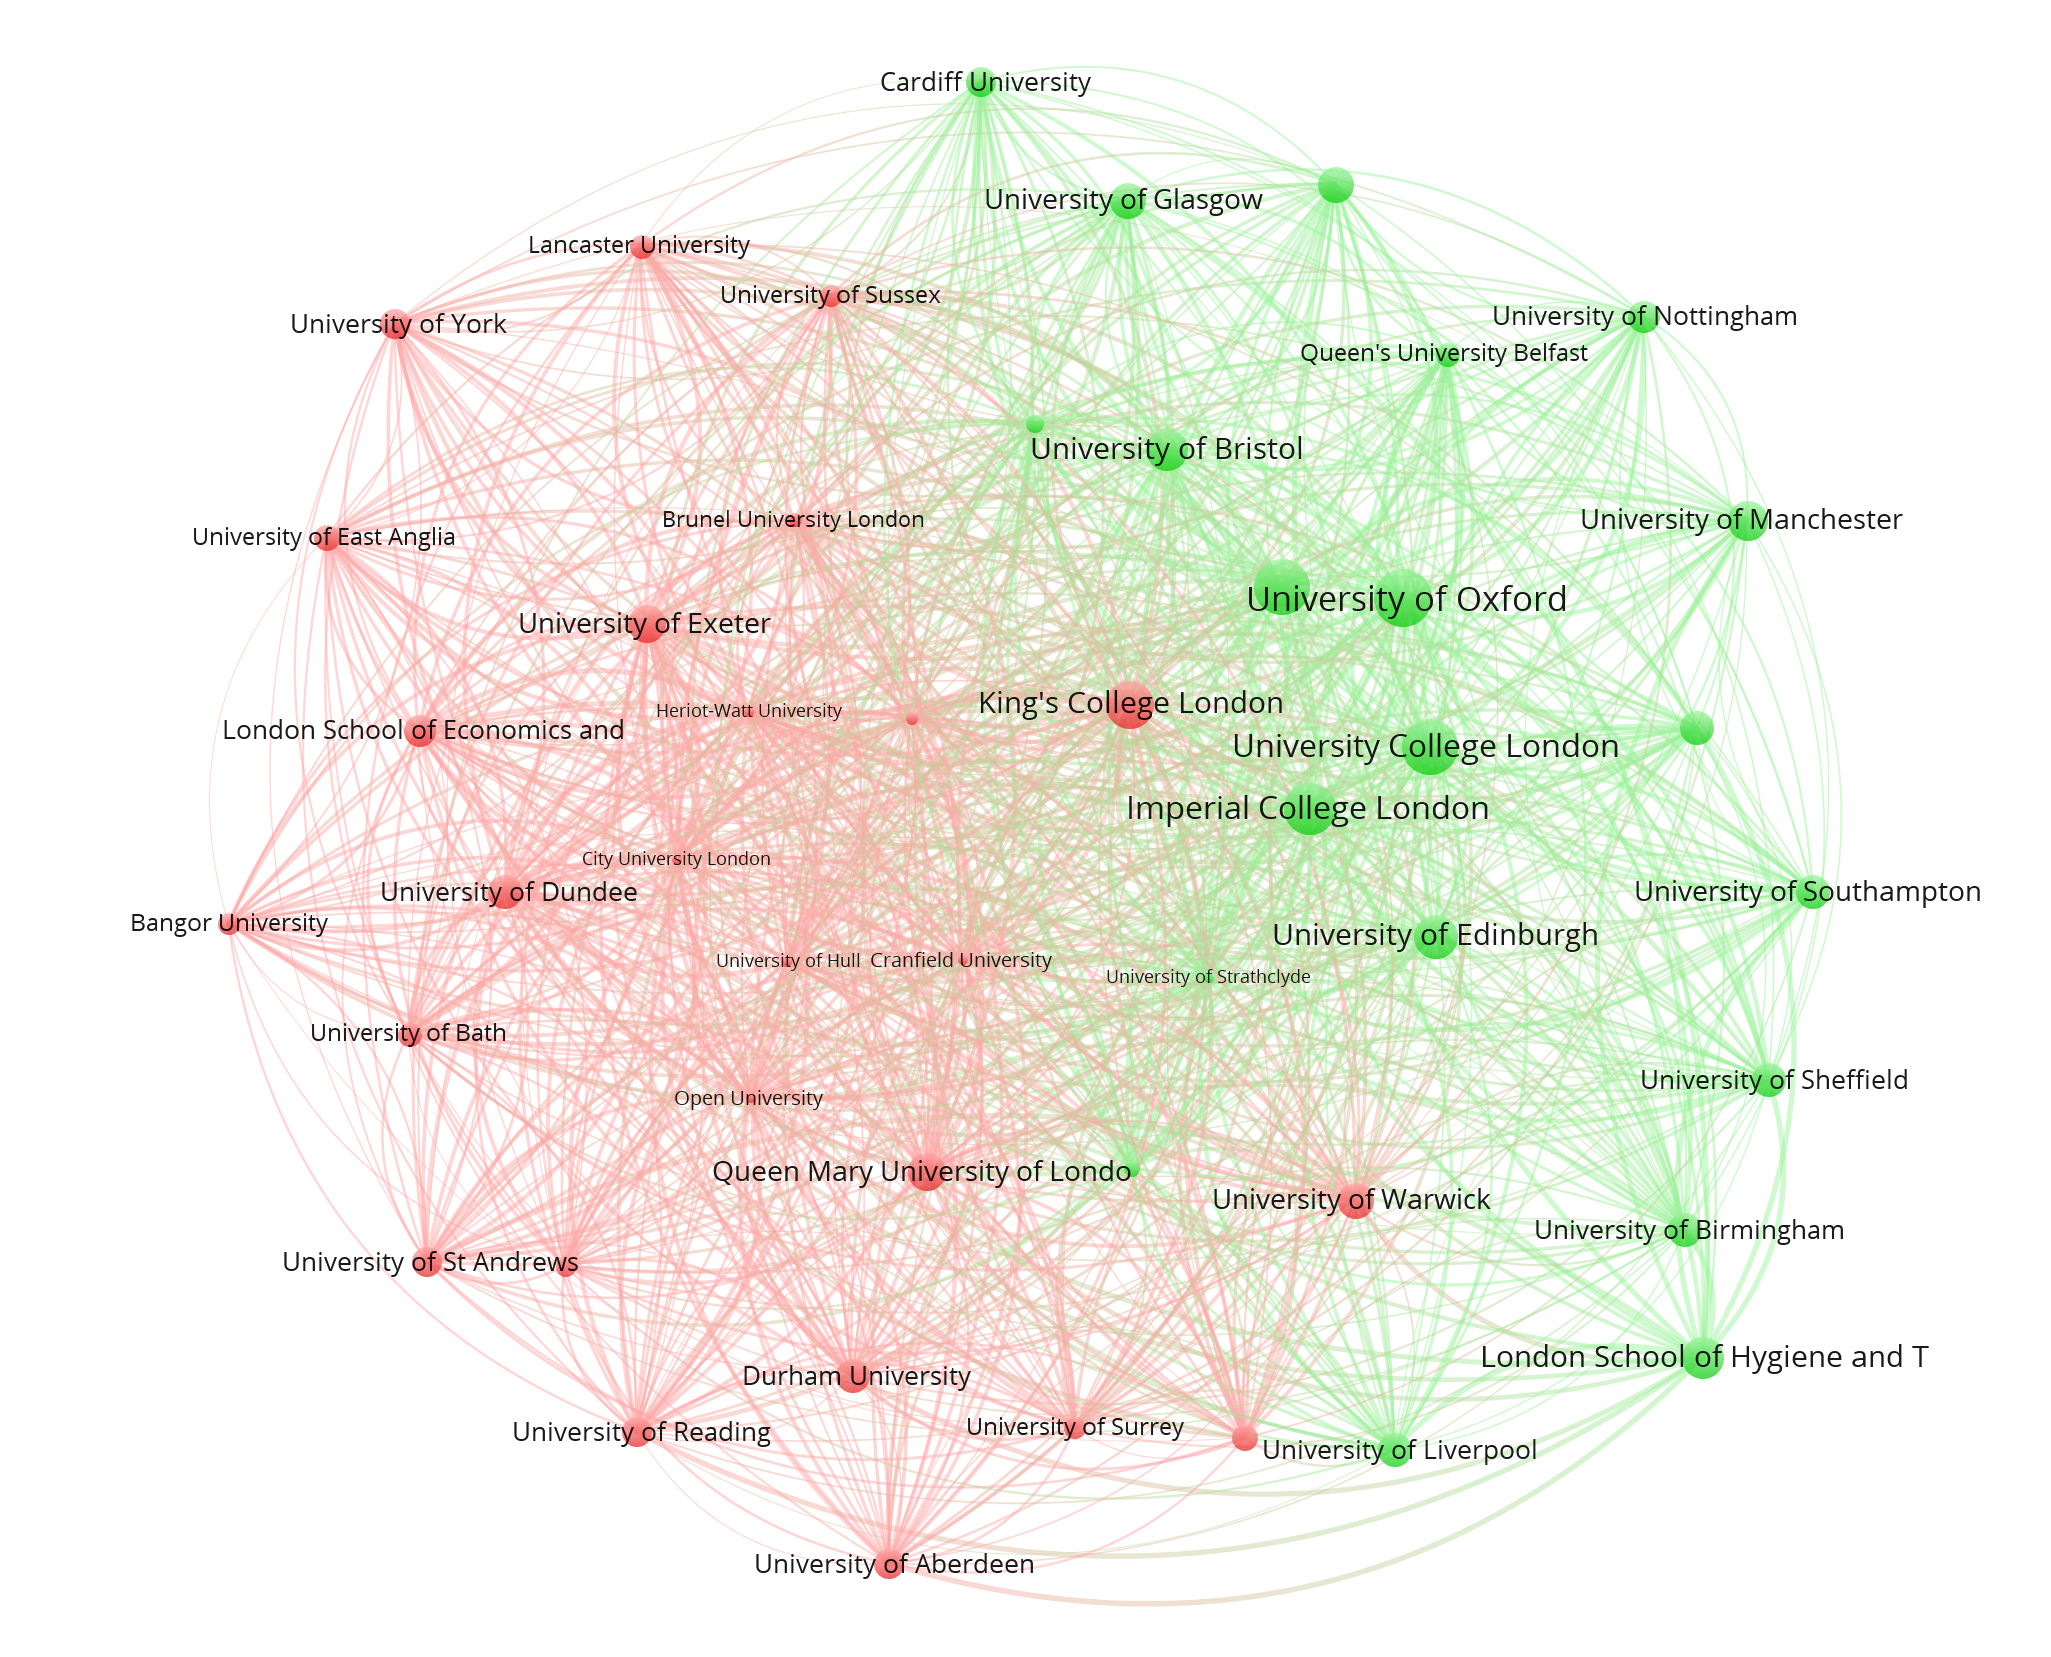 Cardiff University
University of Glasgow
Lancaster University
University of Sussex
University of York
University of Nottingham
Queen's University Belfast
University of Bristol
University of Manchester
Brunel University London
University of East Anglia
University of Oxford
University of Exeter
King's College London
Heriot-Watt University
London School of Economics and
University College London
Imperial College London
City University London
University of Dundee
University of Southampton
Bangor University
University of Edinburgh
University of Hull
Cranfield University
University of Strathclyde
University of Bath
University of Sheffield
Open University
Queen Mary University of Londo
University of Warwick
University of Birmingham
University of St Andrews
London School of Hygiene and T
Durham University
University of Surrey
University of Reading
University of Liverpool
University of Aberdeen